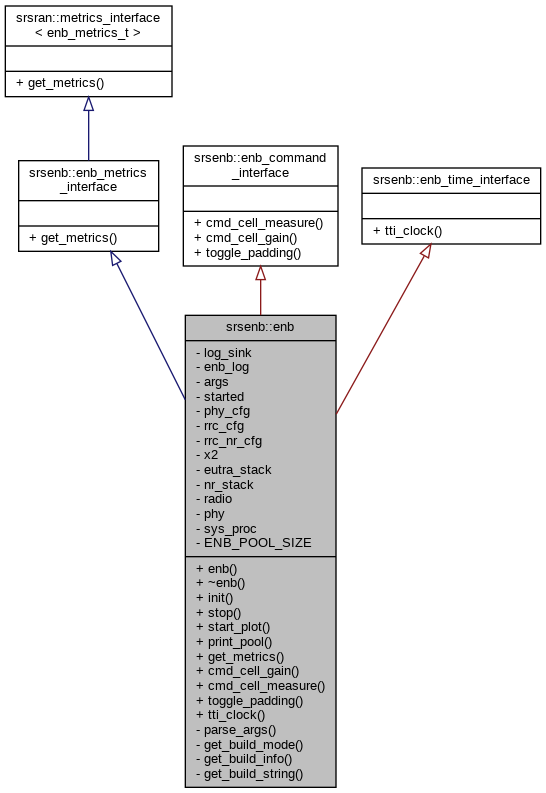 srsran::metrics_interface
< enb_metrics_t >
+ get_metrics()
srsenb::enb_metrics
_interface
+ get_metrics()
srsenb::enb_command
_interface
+ cmd_cell_measure()
+ cmd_cell_gain()
+ toggle_padding()
srsenb::enb_time_interface
+ tti_clock()
srsenb::enb
- log_sink
- enb_log
- args
- started
- phy_cfg
- rrc_cfg
- rrc_nr_cfg
- x2
- eutra_stack
- nr_stack
- radio
- phy
- sys_proc
- ENB_POOL_SIZE
+ enb()
+ ~enb()
+ init()
+ stop()
+ start_plot()
+ print_pool()
+ get_metrics()
+ cmd_cell_gain()
+ cmd_cell_measure()
+ toggle_padding()
+ tti_clock()
- parse_args()
- get_build_mode()
- get_build_info()
- get_build_string()